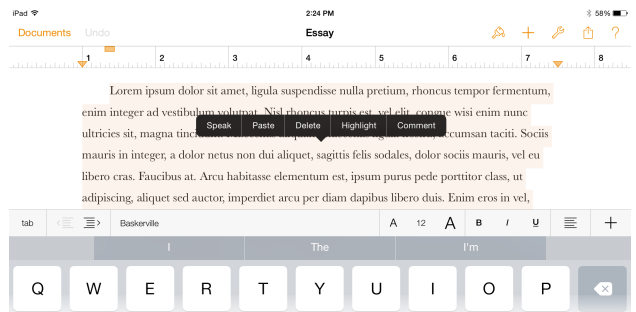 iPad 2:24 PM 58%
Documents Undo Essay ?
1 2 3 4 5 6 7 8
Lorem ipsum dolor sit amet, ligula suspendisse nulla pretium, rhoncus tempor fermentum,
enim integer ad vestibulum volutpat. Nisl rhoncus turpis est, vel elit, congue wisi enim nunc
Speak Paste Delete Highlight Comment
ultricies sit, magna accumsan taciti. Sociis
mauris in integer, a dolor netus non dui aliquet, sagittis felis sodales, dolor sociis mauris, vel eu
libero cras. Faucibus at. Arcu habitasse elementum est, ipsum purus pede porttitor class, ut
adipiscing, aliquet sed auctor, imperdiet arcu per diam dapibus libero duis. Enim eros in vel,
tab Baskerville A 12 A B I U +
I The I'm
Q W E R T Y U I O P